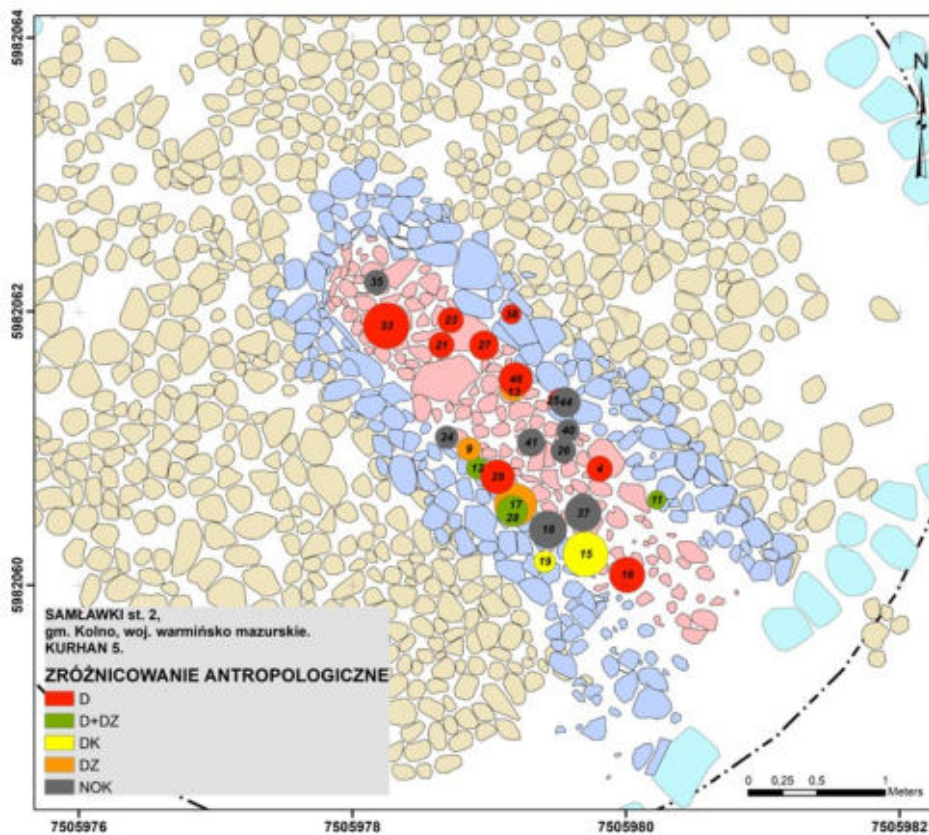 5982064
N
5982062
35
33
23
38
21
27
46
13
25
44
40
24
41
9
26
12
29
4
17
11
28
37
18
15
19
16
5982060
SAMŁAWKI st. 2,
gm. Kolno, woj. warmińsko mazurskie.
KURHAN 5.
ZRÓŻNICOWANIE ANTROPOLOGICZNE
D
D+DZ
DK
DZ
NOK
0 0,25 0,5 1
Meters
7505976 7505978 7505980 7505982